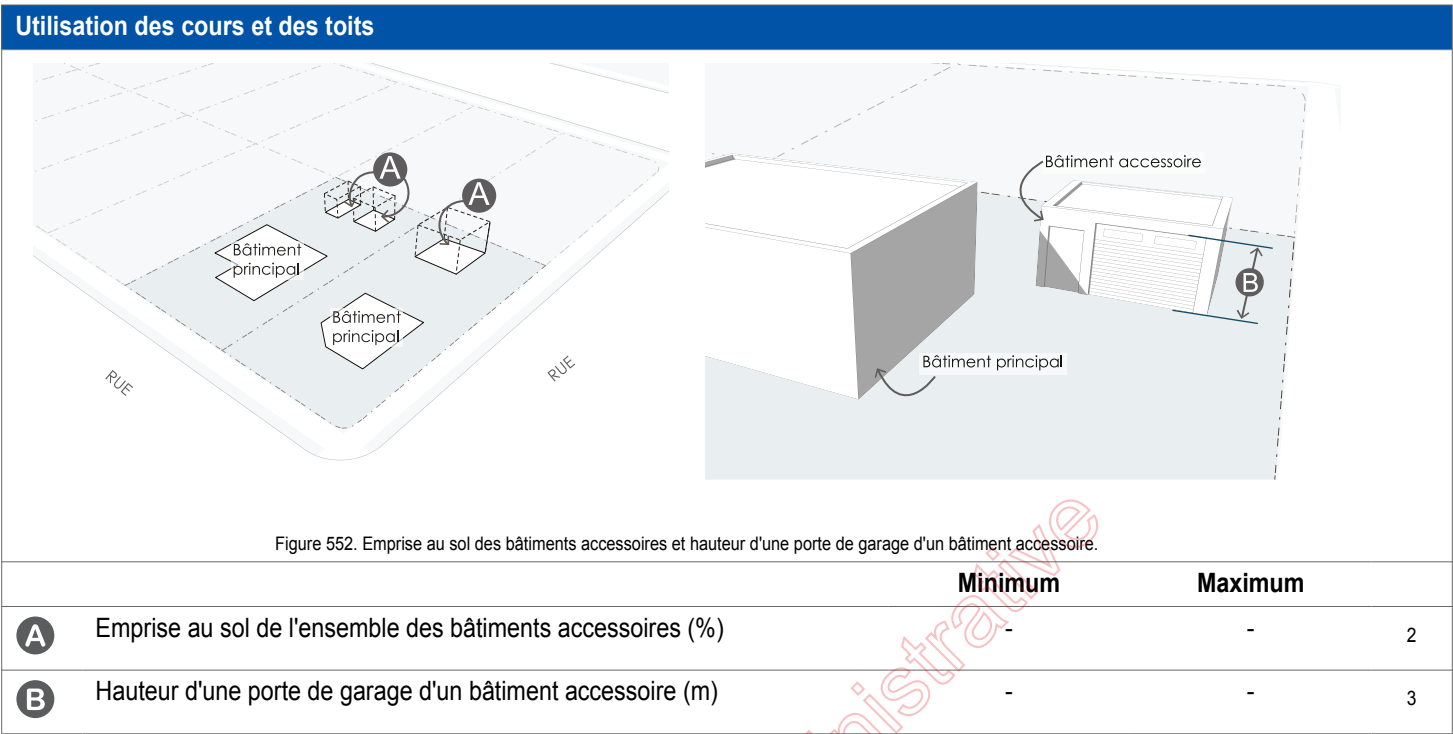 Utilisation des cours et des toits
A
A
Bâtiment
principal
Bâtiment
principal
RUE
RUE
Bâtiment accessoire
B
Bâtiment principal
Figure 552. Emprise au sol des bâtiments accessoires et hauteur d'une porte de garage d'un bâtiment accessoire.
Minimum Maximum
A Emprise au sol de l'ensemble des bâtiments accessoires (%) - - 2
B Hauteur d'une porte de garage d'un bâtiment accessoire (m) - - 3